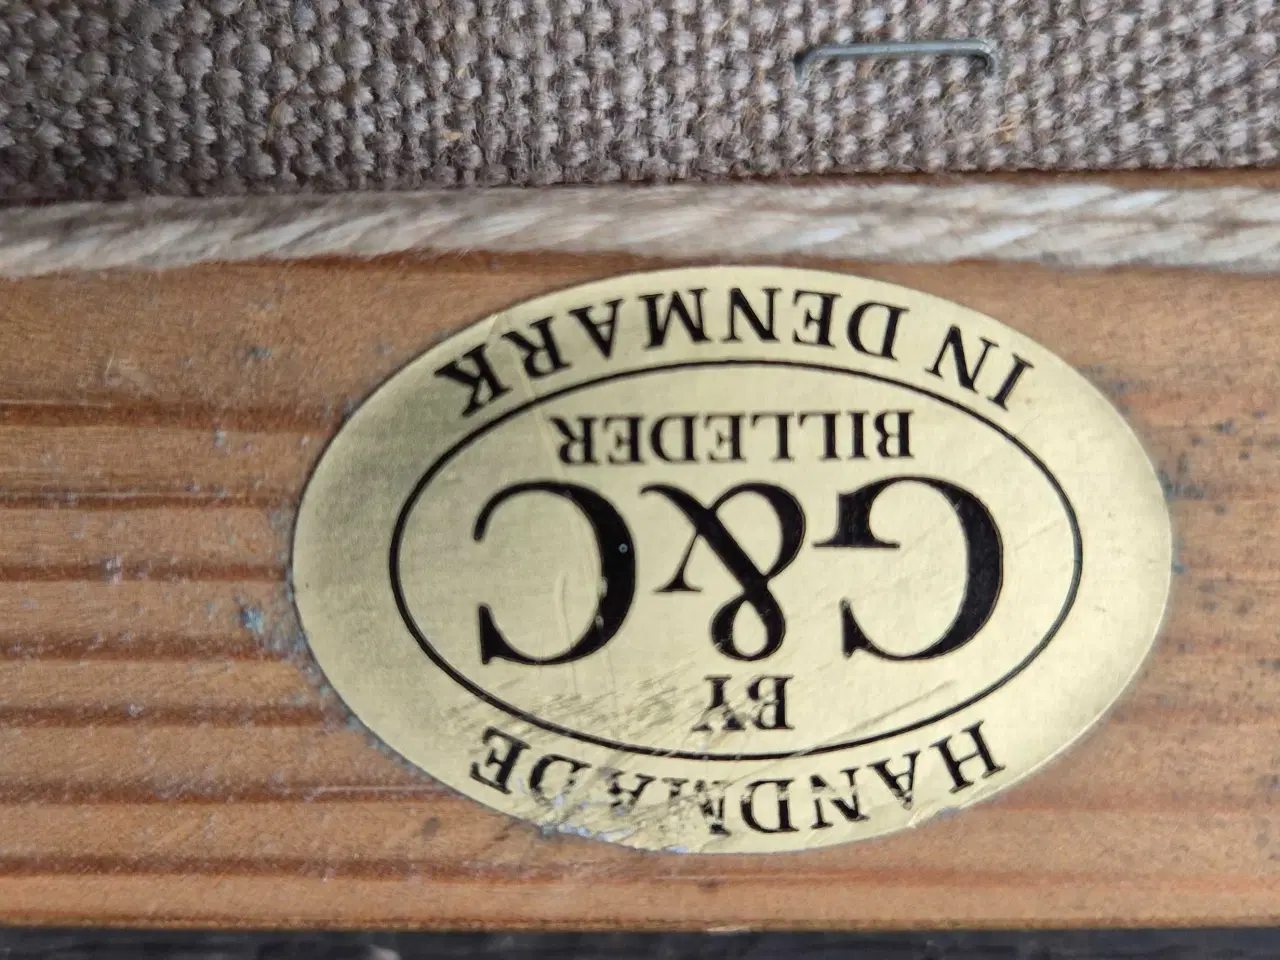 HANDMADE
BY
G&C
BILLEDER
IN DENMARK